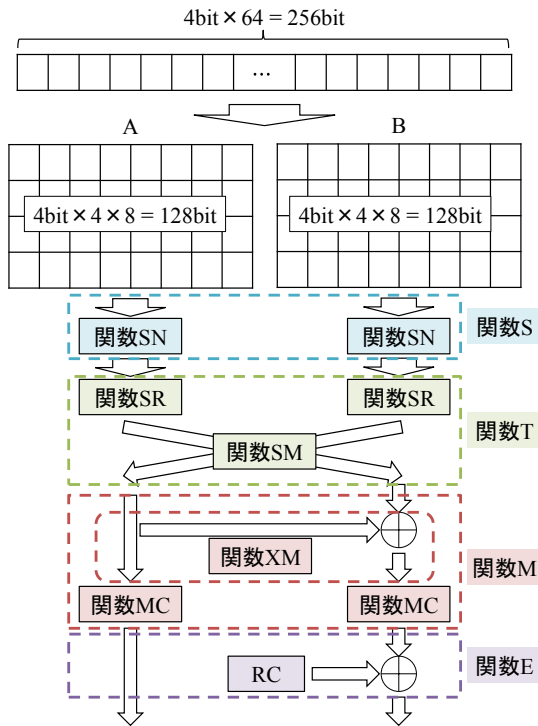 4bit×64 = 256bit
...
A
B
4bit×4×8 = 128bit
4bit×4×8 = 128bit
関数SN
関数SN
関数S
関数SR
関数SR
関数SM
関数T
関数XM
関数MC
関数MC
関数M
RC
関数E